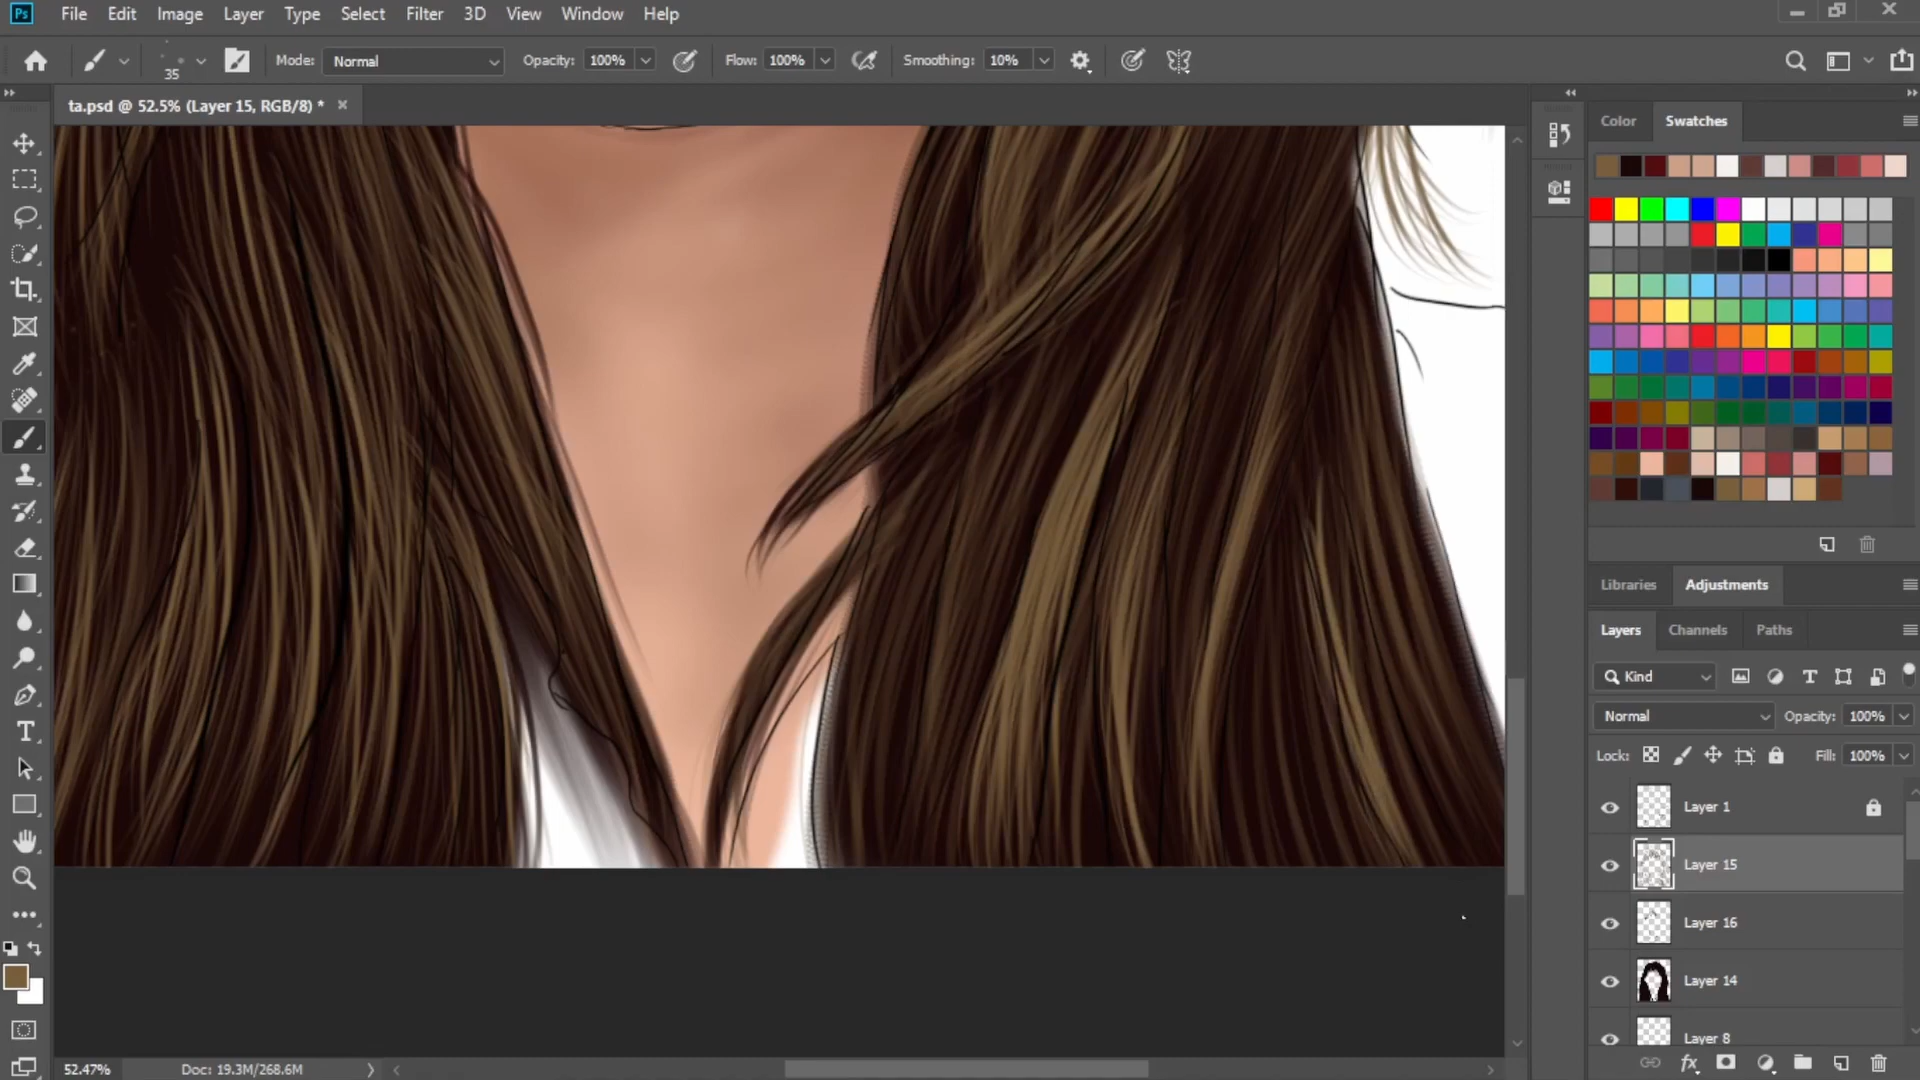 Ps File Edit Image Layer Type Select Filter 3D View Window Help
35 Mode: Normal Opacity: 100% Flow: 100% Smoothing: 10%
ta.psd @ 52.5% (Layer 15, RGB/8) *
Color Swatches
Libraries Adjustments
Layers Channels Paths
Kind
Normal Opacity: 100%
Lock: Fill: 100%
Layer 1
Layer 15
Layer 16
Layer 14
Layer 8
52.47% Doc: 19.3M/268.6M